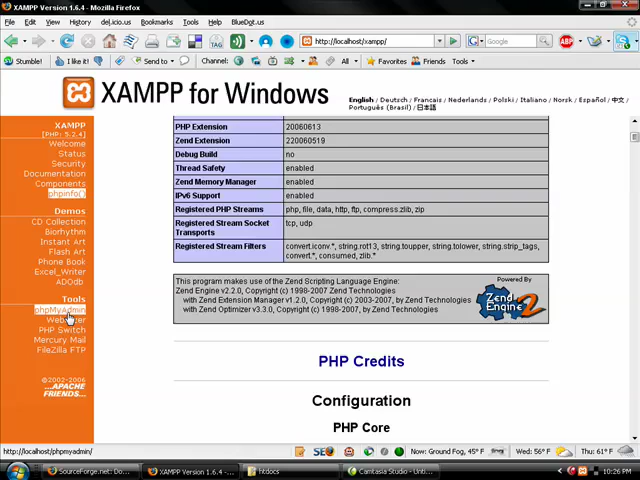 XAMPP Version 1.6.4 - Mozilla Firefox
File Edit View History del.icio.us Bookmarks Tools Help BlueDgt.us
http://localhost/xampp/
Google
ABP
Stumble! I like it! Send to Channel: All Favorites Friends Tools
XAMPP for Windows
English / Deutsch / Francais / Nederlands / Polski / Italiano / Norsk / Español / 中文 /
Português (Brasil) / 日本語
XAMPP
[PHP: 5.2.4]
Welcome
Status
Security
Documentation
Components
phpinfo()
Demos
CD Collection
Biorhythm
Instant Art
Flash Art
Phone Book
Excel_Writer
ADOdb
Tools
phpMyAdmin
Webalizer
PHP Switch
Mercury Mail
FileZilla FTP
©2002-2006
...APACHE
FRIENDS...
PHP Extension 20060613
Zend Extension 220060519
Debug Build no
Thread Safety enabled
Zend Memory Manager enabled
IPv6 Support enabled
Registered PHP Streams php, file, data, http, ftp, compress.zlib, zip
Registered Stream Socket Transports tcp, udp
Registered Stream Filters convert.iconv.*, string.rot13, string.toupper, string.tolower, string.strip_tags,
convert.*, consumed, zlib.*
This program makes use of the Zend Scripting Language Engine:
Zend Engine v2.2.0, Copyright (c) 1998-2007 Zend Technologies
with Zend Extension Manager v1.2.0, Copyright (c) 2003-2007, by Zend Technologies
with Zend Optimizer v3.3.0, Copyright (c) 1998-2007, by Zend Technologies
Powered By
Zend Engine 2
PHP Credits
Configuration
PHP Core
http://localhost/phpmyadmin/
Now: Ground Fog, 45° F Wed: 56° F Thu: 61° F
SourceForge.net: Do... XAMPP Version 1.6.4 -... htdocs Camtasia Studio - Unti... 10:26 PM